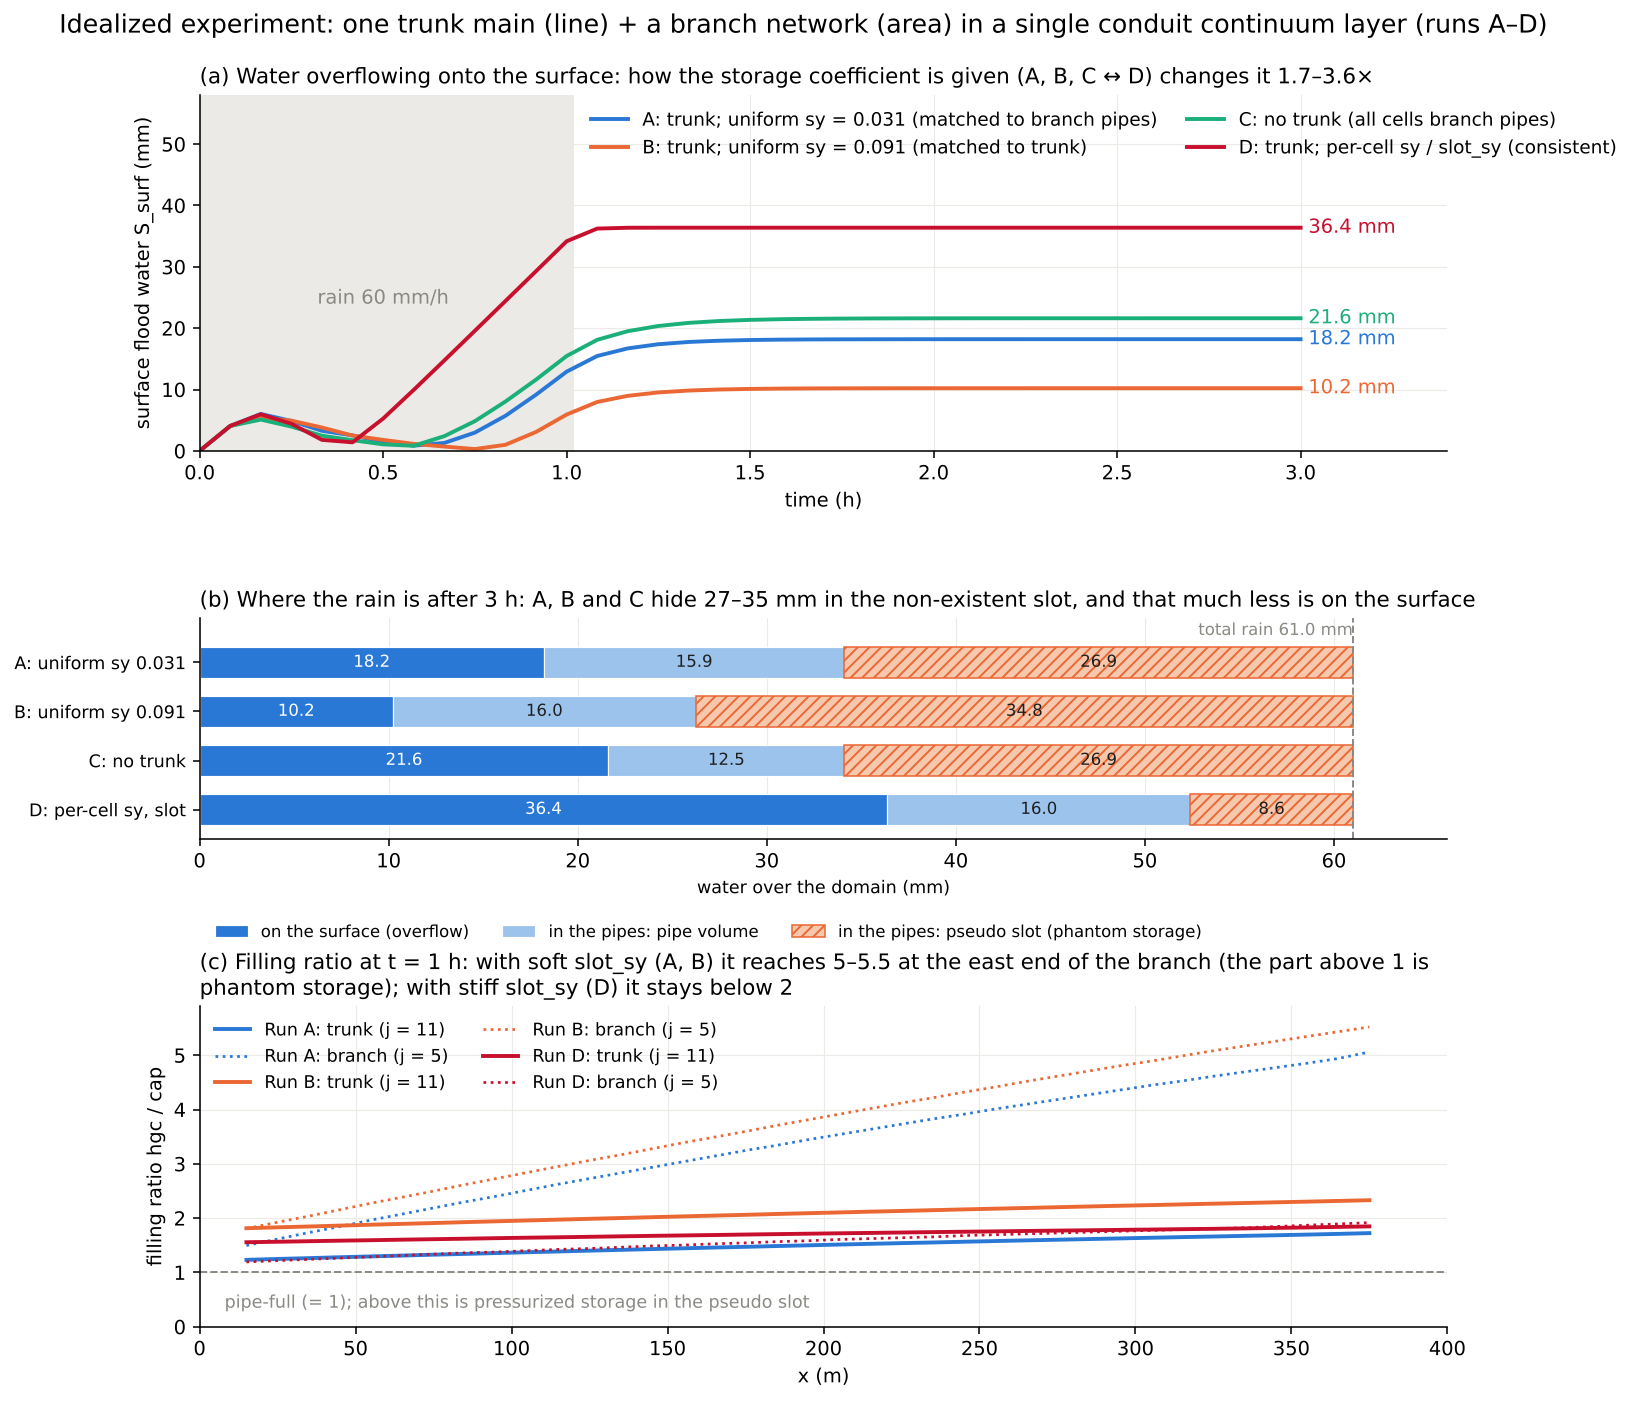 Idealized experiment: one trunk main (line) + a branch network (area) in a single conduit continuum layer (runs A–D)
(a) Water overflowing onto the surface: how the storage coefficient is given (A, B, C ↔ D) changes it 1.7–3.6×
surface flood water S_surf (mm)
50
40
30
20
10
0
A: trunk; uniform sy = 0.031 (matched to branch pipes)
B: trunk; uniform sy = 0.091 (matched to trunk)
C: no trunk (all cells branch pipes)
D: trunk; per-cell sy / slot_sy (consistent)
rain 60 mm/h
36.4 mm
21.6 mm
18.2 mm
10.2 mm
0.0 0.5 1.0 1.5 2.0 2.5 3.0
time (h)
(b) Where the rain is after 3 h: A, B and C hide 27–35 mm in the non-existent slot, and that much less is on the surface
total rain 61.0 mm
A: uniform sy 0.031 18.2 15.9 26.9
B: uniform sy 0.091 10.2 16.0 34.8
C: no trunk 21.6 12.5 26.9
D: per-cell sy, slot 36.4 16.0 8.6
0 10 20 30 40 50 60
water over the domain (mm)
on the surface (overflow) in the pipes: pipe volume in the pipes: pseudo slot (phantom storage)
(c) Filling ratio at t = 1 h: with soft slot_sy (A, B) it reaches 5–5.5 at the east end of the branch (the part above 1 is
phantom storage); with stiff slot_sy (D) it stays below 2
filling ratio hgc / cap
5
4
3
2
1
0
Run A: trunk (j = 11)
Run A: branch (j = 5)
Run B: trunk (j = 11)
Run B: branch (j = 5)
Run D: trunk (j = 11)
Run D: branch (j = 5)
pipe-full (= 1); above this is pressurized storage in the pseudo slot
0 50 100 150 200 250 300 350 400
x (m)